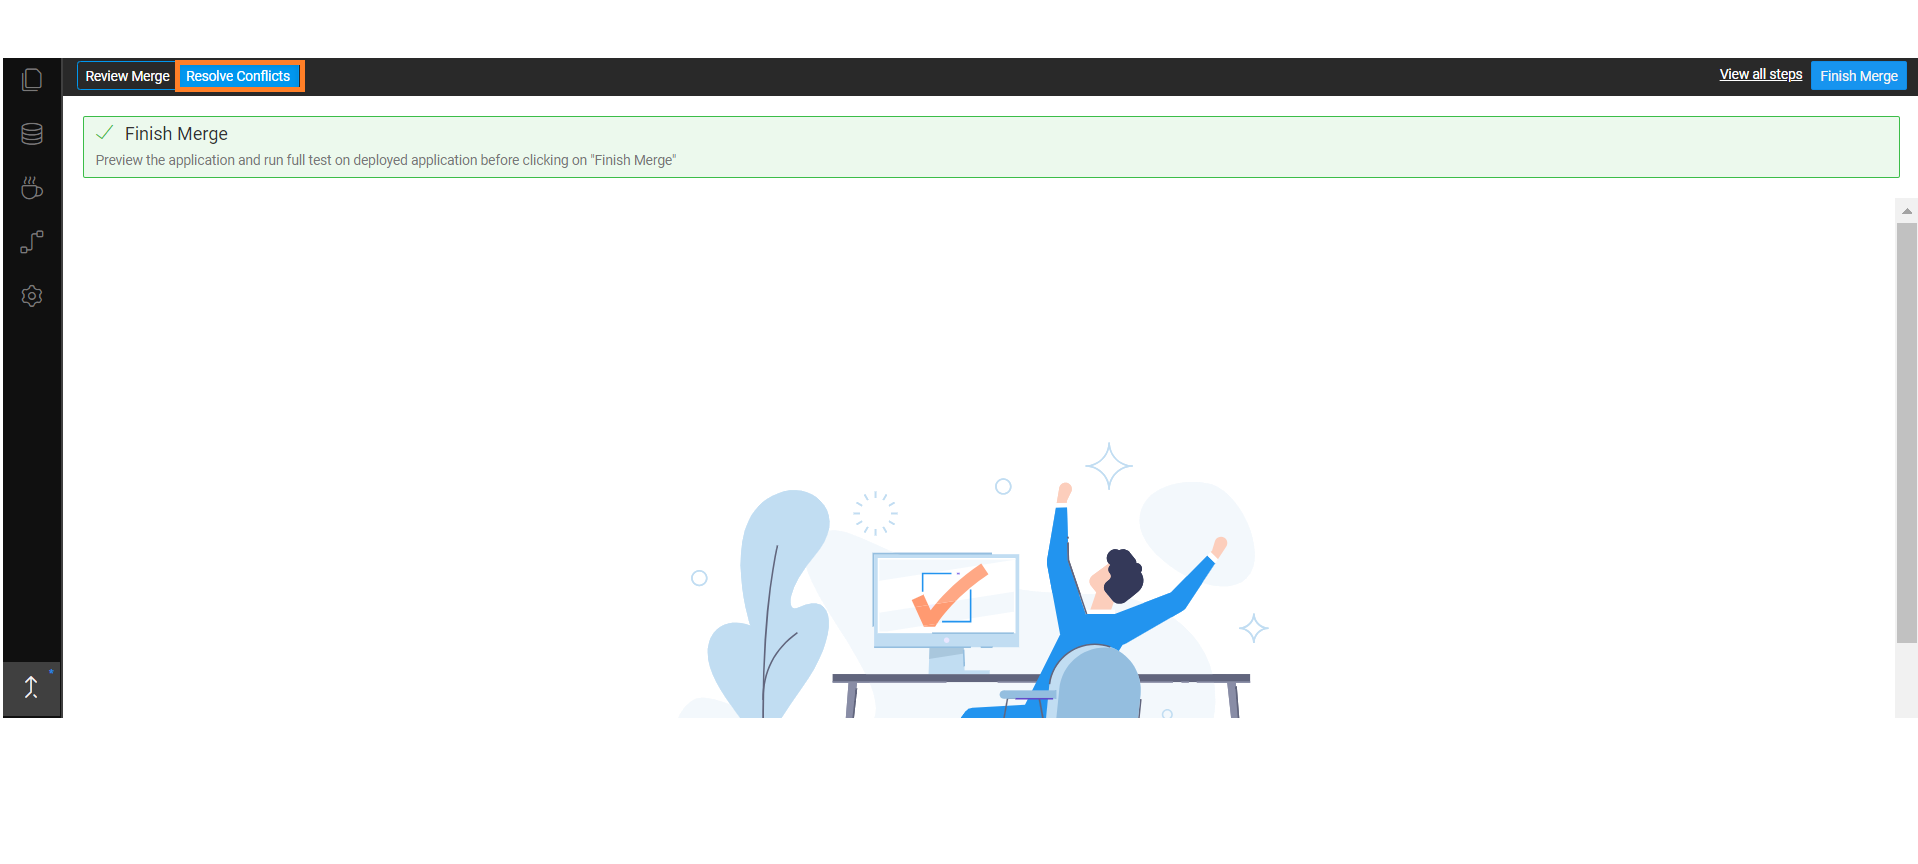 Review Merge Resolve Conflicts View all steps Finish Merge
Finish Merge
Preview the application and run full test on deployed application before clicking on "Finish Merge"